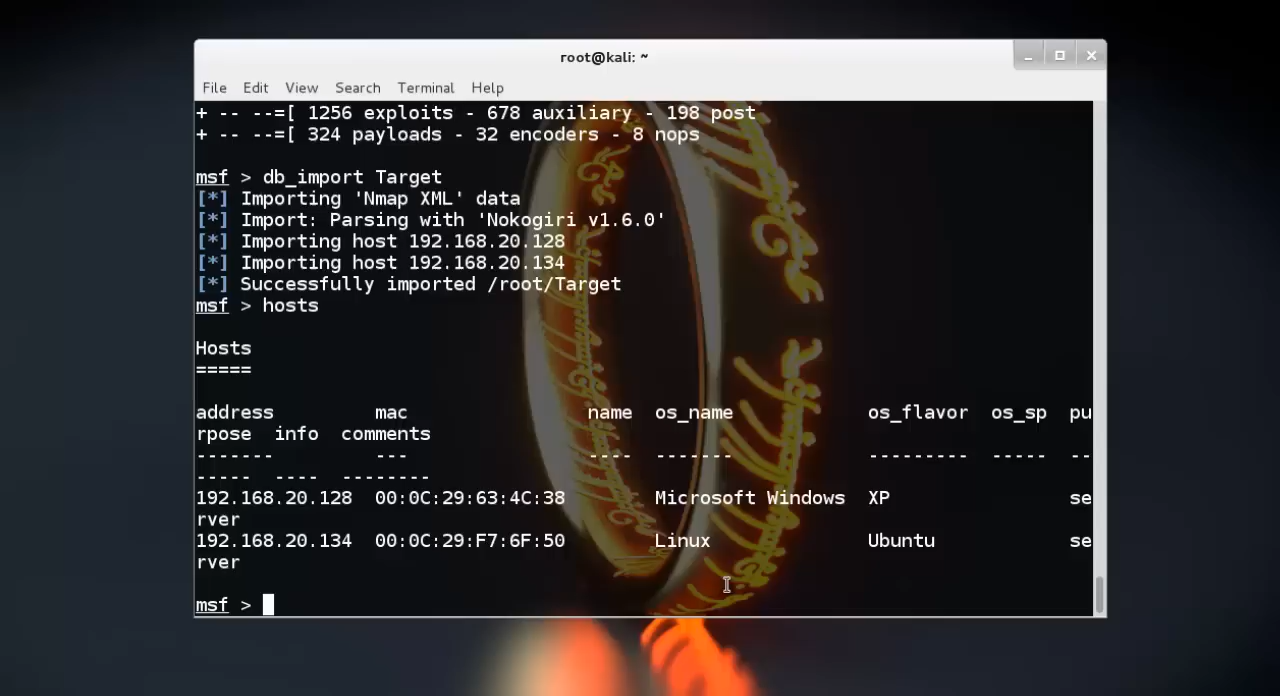 root@kali: ~
File Edit View Search Terminal Help
+ -- --=[ 1256 exploits - 678 auxiliary - 198 post
+ -- --=[ 324 payloads - 32 encoders - 8 nops
msf > db_import Target
[*] Importing 'Nmap XML' data
[*] Import: Parsing with 'Nokogiri v1.6.0'
[*] Importing host 192.168.20.128
[*] Importing host 192.168.20.134
[*] Successfully imported /root/Target
msf > hosts
Hosts
=====
address mac name os_name os_flavor os_sp pu
rpose info comments
------- --- ---- ------- --------- ----- --
----- ---- --------
192.168.20.128 00:0C:29:63:4C:38 Microsoft Windows XP se
rver
192.168.20.134 00:0C:29:F7:6F:50 Linux Ubuntu se
rver
msf >